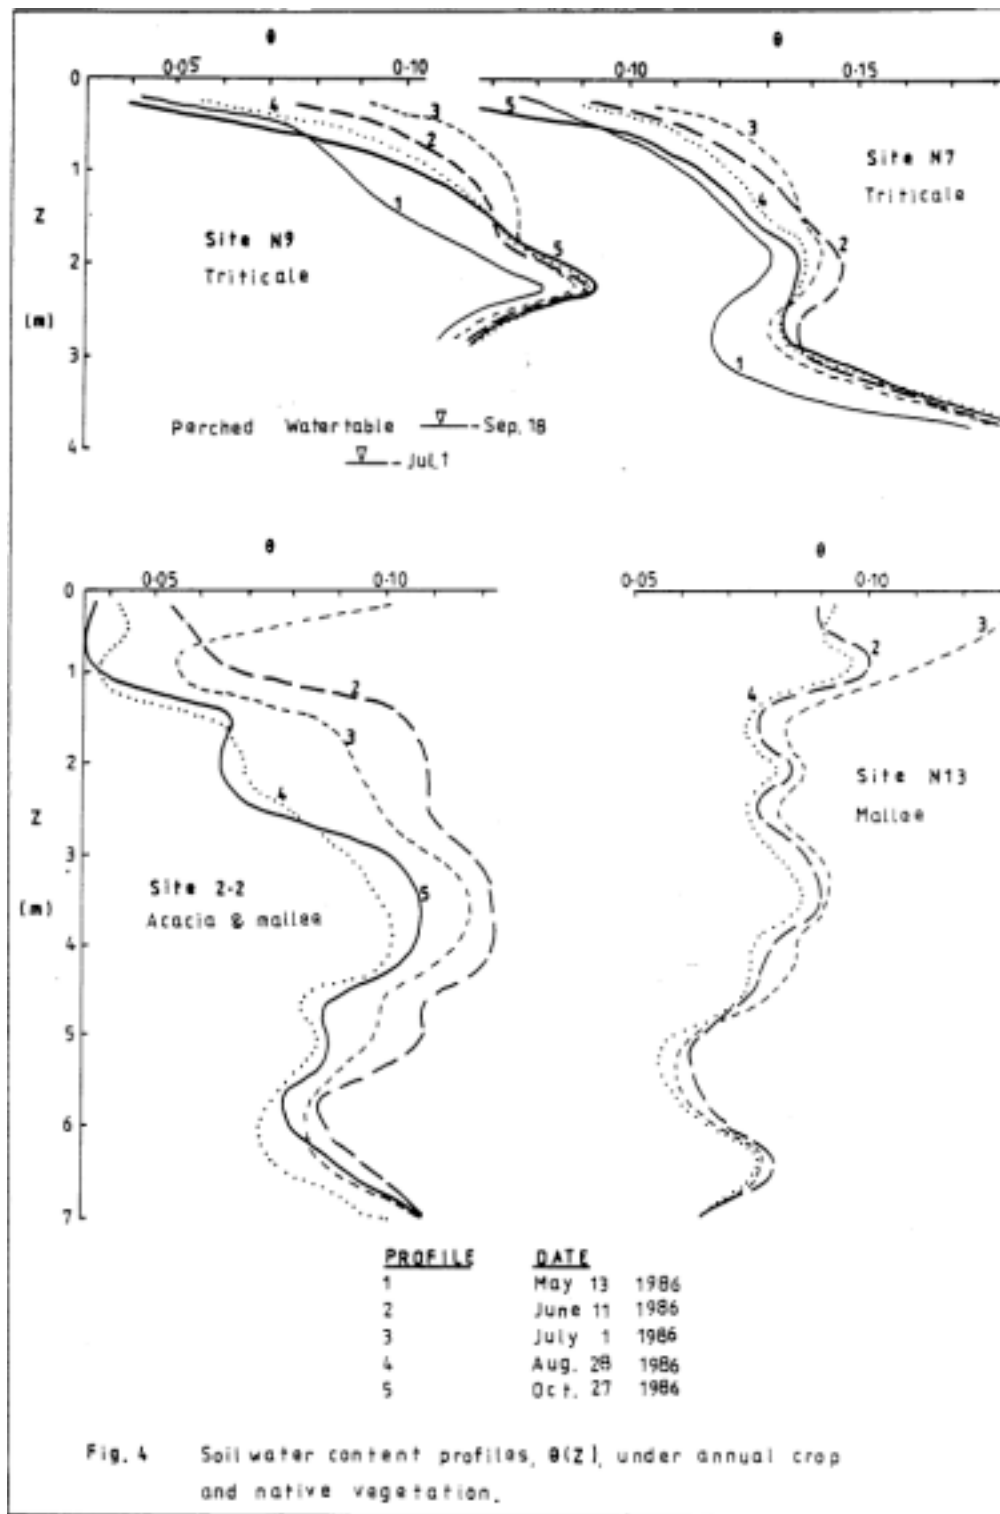 θ
θ
0·05 0·10 0·10 0·15
0
1
2
3
4
Z
(m)
4
3
2
1
5
Site N9
Triticale
5
3
4
2
1
Site N7
Triticale
Perched Watertable ∇ - Sep. 18
∇ - Jul. 1
θ
θ
0·05 0·10 0·05 0·10
0
1
2
3
4
5
6
7
Z
(m)
2
3
4
5
Site 2-2
Acacia & mallee
3
2
4
Site N13
Mallee
PROFILE DATE
1 May 13 1986
2 June 11 1986
3 July 1 1986
4 Aug. 28 1986
5 Oct. 27 1986
Fig. 4 Soil water content profiles, θ(Z), under annual crop
and native vegetation.